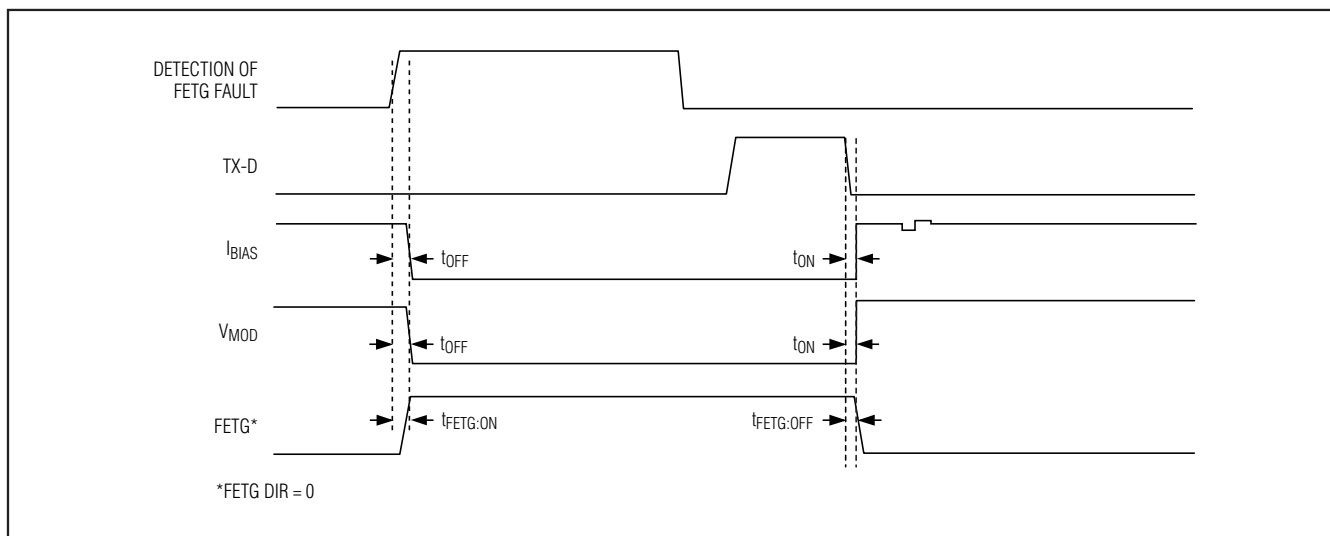 DETECTION OF
FETG FAULT
TX-D
IBIAS
tOFF
tON
VMOD
tOFF
tON
FETG*
tFETG:ON
tFETG:OFF
*FETG DIR = 0